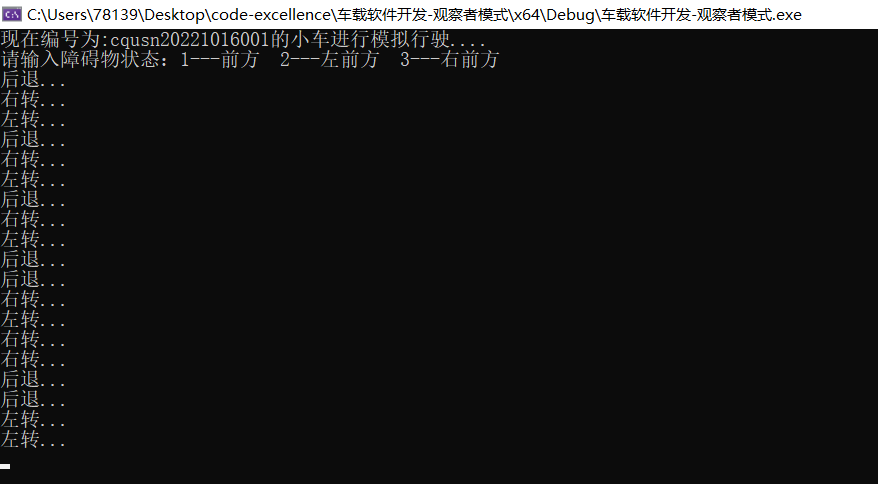 C:\Users\78139\Desktop\code-excellence\车载软件开发-观察者模式\x64\Debug\车载软件开发-观察者模式.exe
现在编号为:cqusn20221016001的小车进行模拟行驶....
请输入障碍物状态：1---前方  2---左前方  3---右前方
后退...
右转...
左转...
后退...
右转...
左转...
后退...
右转...
左转...
后退...
后退...
右转...
左转...
右转...
右转...
后退...
后退...
左转...
左转...